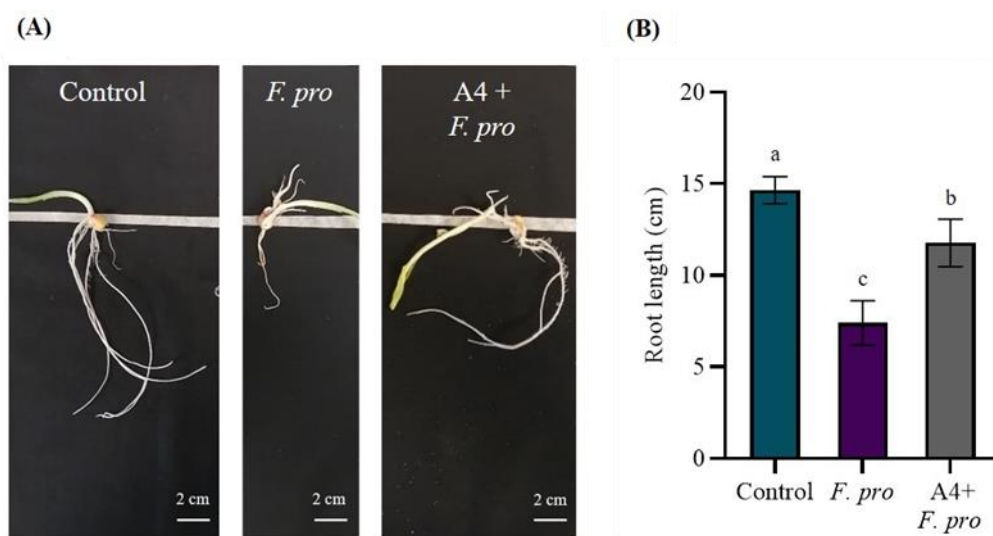 (A)
Control
F. pro
A4 +
F. pro
2 cm
2 cm
2 cm
(B)
Root length (cm)
20
15
10
5
0
a
c
b
Control
F. pro
A4+
F. pro